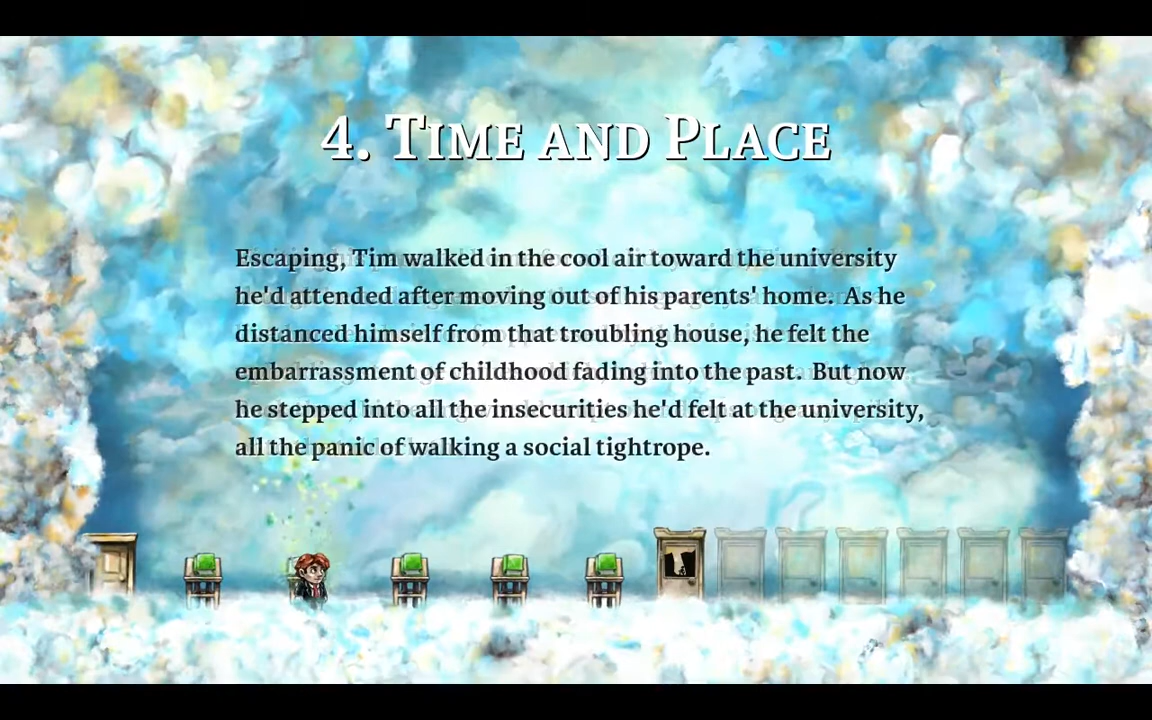 4. Time and Place
Escaping, Tim walked in the cool air toward the university
he'd attended after moving out of his parents' home. As he
distanced himself from that troubling house, he felt the
embarrassment of childhood fading into the past. But now
he stepped into all the insecurities he'd felt at the university,
all the panic of walking a social tightrope.